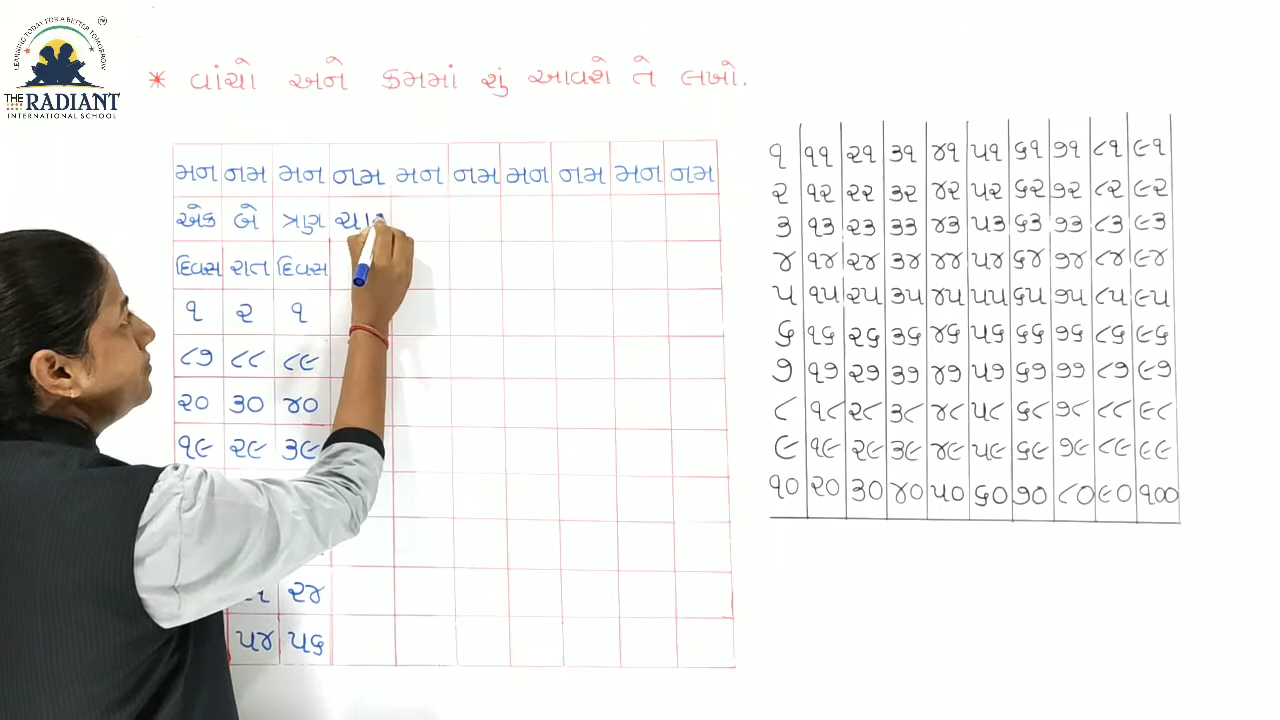 LEARNING TODAY FOR A BETTER TOMORROW
THE RADIANT
INTERNATIONAL SCHOOL
* વાંચો અને ક્રમમાં શું આવશે તે લખો.
મન નમ મન નમ મન નમ મન નમ મન નમ
એક બે ત્રણ ચાર
દિવસ રાત દિવસ
૧ ૨ ૧
૮૭ ૮૮ ૮૯
૨૦ ૩૦ ૪૦
૧૯ ૨૯ ૩૯
૨૪
૫૪ ૫૬
૧ ૧૧ ૨૧ ૩૧ ૪૧ ૫૧ ૬૧ ૭૧ ૮૧ ૯૧
૨ ૧૨ ૨૨ ૩૨ ૪૨ ૫૨ ૬૨ ૭૨ ૮૨ ૯૨
૩ ૧૩ ૨૩ ૩૩ ૪૩ ૫૩ ૬૩ ૭૩ ૮૩ ૯૩
૪ ૧૪ ૨૪ ૩૪ ૪૪ ૫૪ ૬૪ ૭૪ ૮૪ ૯૪
૫ ૧૫ ૨૫ ૩૫ ૪૫ ૫૫ ૬૫ ૭૫ ૮૫ ૯૫
૬ ૧૬ ૨૬ ૩૬ ૪૬ ૫૬ ૬૬ ૭૬ ૮૬ ૯૬
૭ ૧૭ ૨૭ ૩૭ ૪૭ ૫૭ ૬૭ ૭૭ ૮૭ ૯૭
૮ ૧૮ ૨૮ ૩૮ ૪૮ ૫૮ ૬૮ ૭૮ ૮૮ ૯૮
૯ ૧૯ ૨૯ ૩૯ ૪૯ ૫૯ ૬૯ ૭૯ ૮૯ ૯૯
૧૦ ૨૦ ૩૦ ૪૦ ૫૦ ૬૦ ૭૦ ૮૦ ૯૦ ૧૦૦